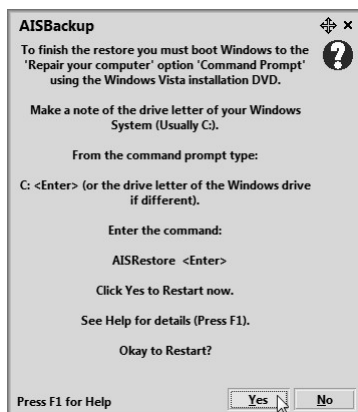 AISBackup
To finish the restore you must boot Windows to the
'Repair your computer' option 'Command Prompt'
using the Windows Vista installation DVD.
Make a note of the drive letter of your Windows
System (Usually C:).
From the command prompt type:
C: <Enter> (or the drive letter of the Windows drive
if different).
Enter the command:
AISRestore <Enter>
Click Yes to Restart now.
See Help for details (Press F1).
Okay to Restart?
Press F1 for Help
Yes
No